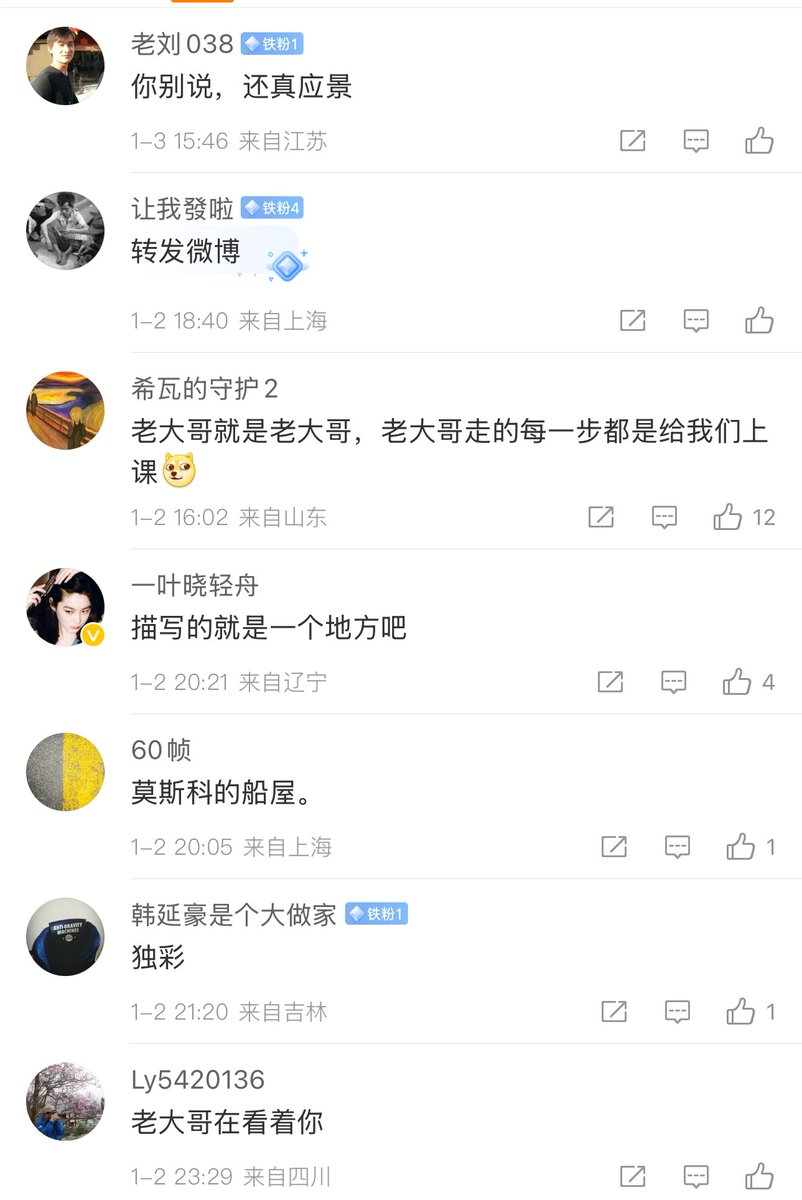 老刘038 铁粉1
你别说，还真应景
1-3 15:46 来自江苏
让我發啦 铁粉4
转发微博
1-2 18:40 来自上海
希瓦的守护2
老大哥就是老大哥，老大哥走的每一步都是给我们上
课
1-2 16:02 来自山东 12
一叶晓轻舟
描写的就是一个地方吧
1-2 20:21 来自辽宁 4
60帧
莫斯科的船屋。
1-2 20:05 来自上海 1
韩延豪是个大做家 铁粉1
ANTI GRAVITY
MACHINES
独彩
1-2 21:20 来自吉林 1
Ly5420136
老大哥在看着你
1-2 23:29 来自四川